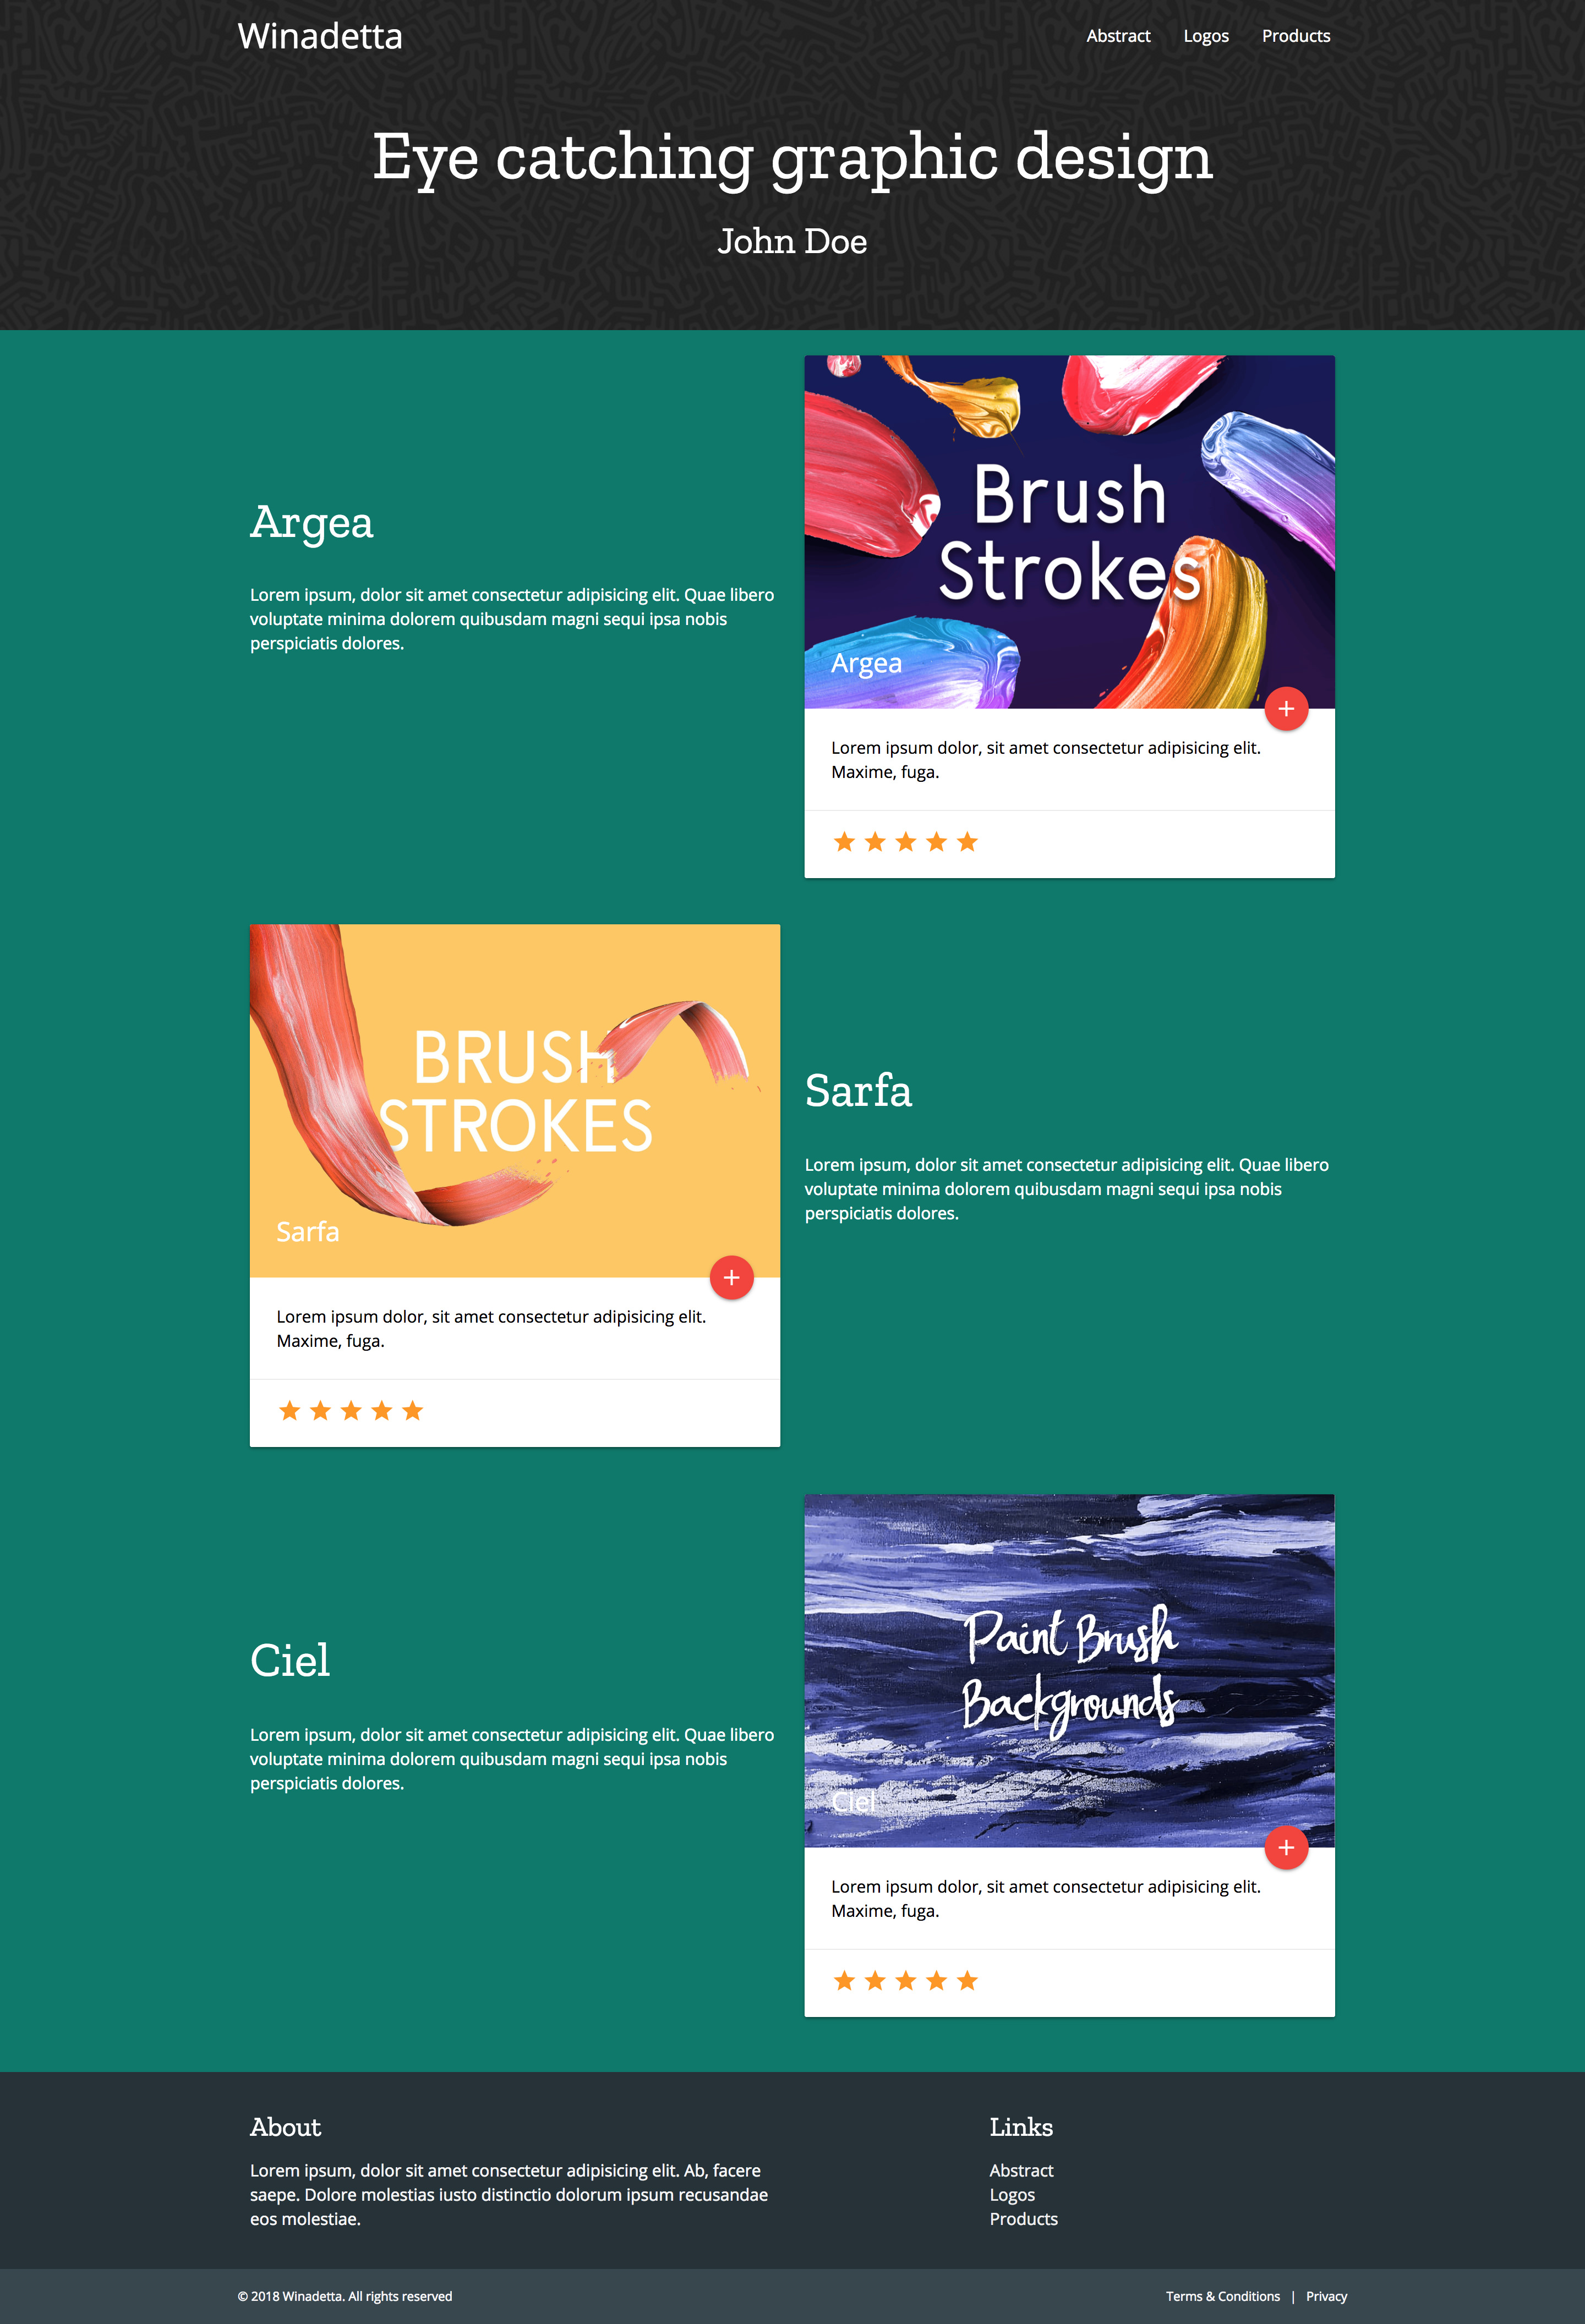 Winadetta
Abstract Logos Products
Eye catching graphic design
John Doe
Argea
Lorem ipsum, dolor sit amet consectetur adipisicing elit. Quae libero
voluptate minima dolorem quibusdam magni sequi ipsa nobis
perspiciatis dolores.
Brush
Strokes
Argea
Lorem ipsum dolor, sit amet consectetur adipisicing elit.
Maxime, fuga.
BRUSH
STROKES
Sarfa
Lorem ipsum dolor, sit amet consectetur adipisicing elit.
Maxime, fuga.
Sarfa
Lorem ipsum, dolor sit amet consectetur adipisicing elit. Quae libero
voluptate minima dolorem quibusdam magni sequi ipsa nobis
perspiciatis dolores.
Ciel
Lorem ipsum, dolor sit amet consectetur adipisicing elit. Quae libero
voluptate minima dolorem quibusdam magni sequi ipsa nobis
perspiciatis dolores.
Paint Brush
Backgrounds
Ciel
Lorem ipsum dolor, sit amet consectetur adipisicing elit.
Maxime, fuga.
About
Lorem ipsum, dolor sit amet consectetur adipisicing elit. Ab, facere
saepe. Dolore molestias iusto distinctio dolorum ipsum recusandae
eos molestiae.
Links
Abstract
Logos
Products
© 2018 Winadetta. All rights reserved
Terms & Conditions | Privacy